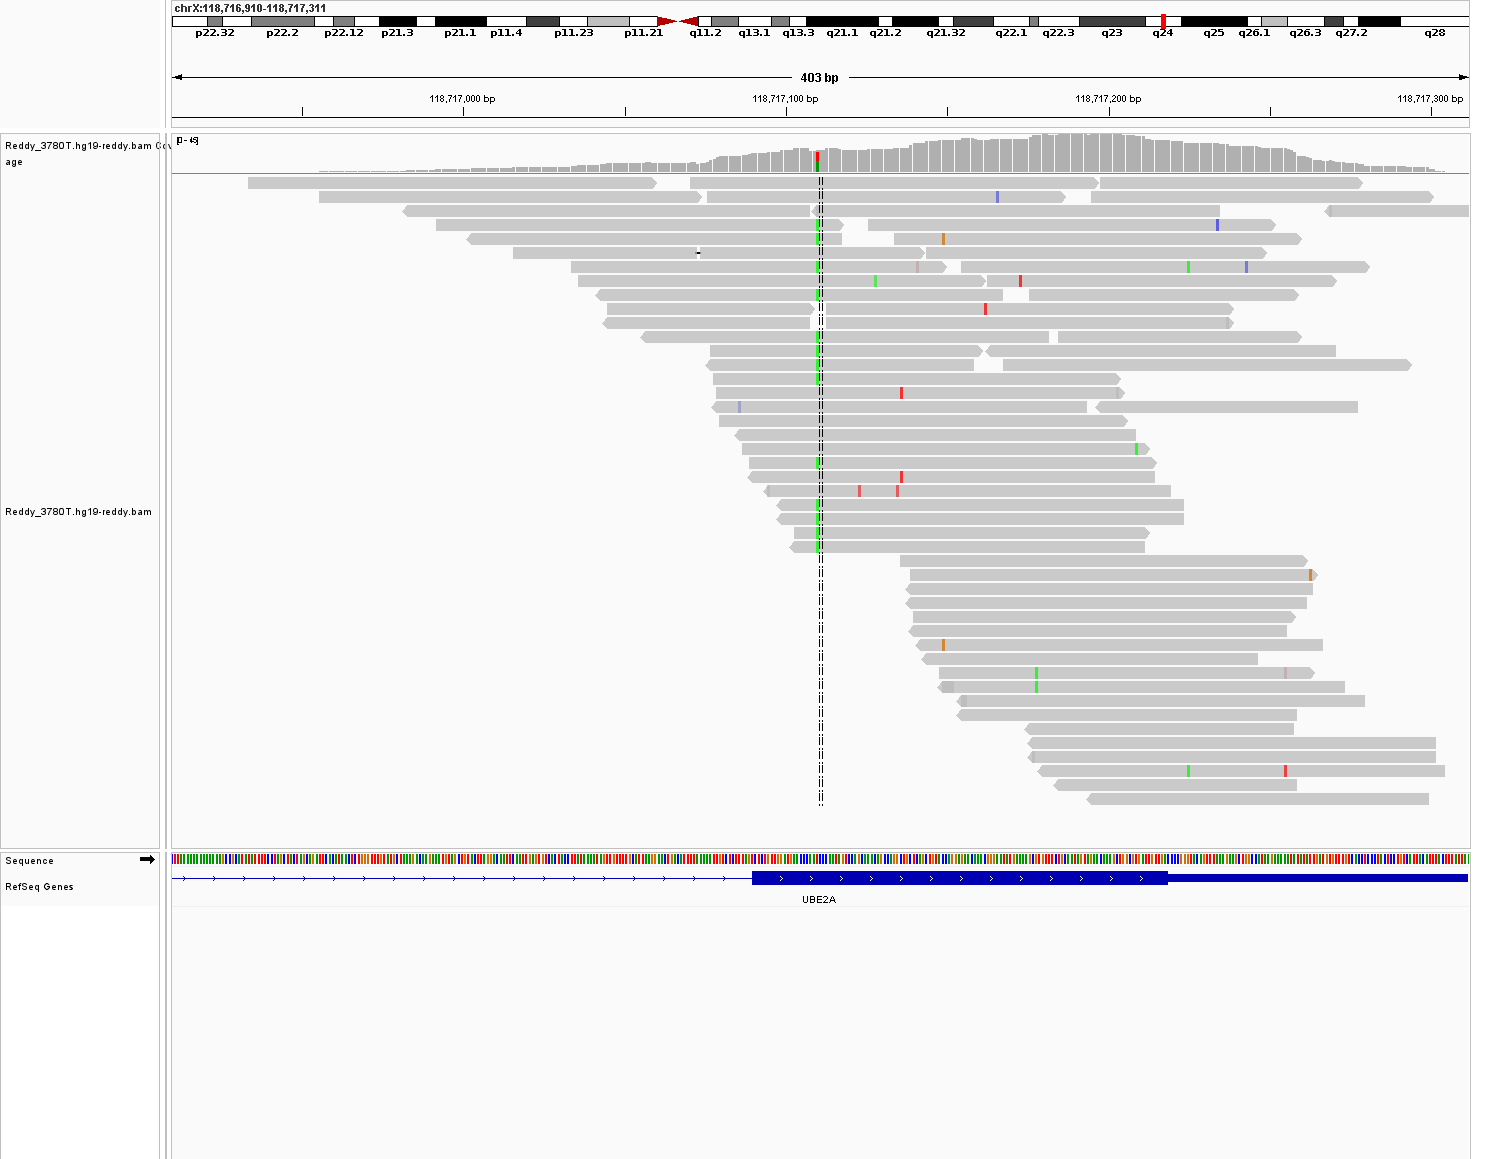 chrX:118,716,910-118,717,311
p22.32 p22.2 p22.12 p21.3 p21.1 p11.4 p11.23 p11.21 q11.2 q13.1 q13.3 q21.1 q21.2 q21.32 q22.1 q22.3 q23 q24 q25 q26.1 q26.3 q27.2 q28
403 bp
118,717,000 bp 118,717,100 bp 118,717,200 bp 118,717,300 bp
[0 - 45]
Reddy_3780T.hg19-reddy.bam Cov
age
Reddy_3780T.hg19-reddy.bam
Sequence
RefSeq Genes
UBE2A